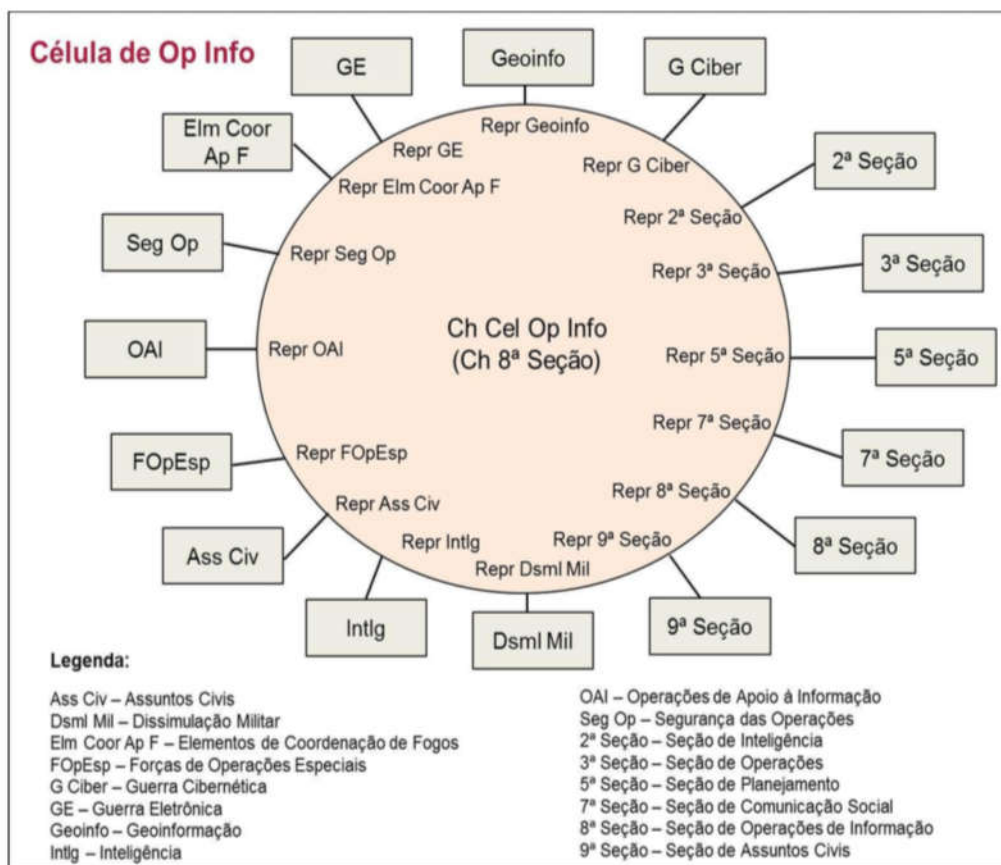 Célula de Op Info
GE
Geoinfo
G Ciber
Elm Coor
Ap F
2ª Seção
Seg Op
3ª Seção
OAI
5ª Seção
FOpEsp
7ª Seção
Ass Civ
8ª Seção
Intlg
Dsml Mil
9ª Seção
Repr Geoinfo
Repr GE
Repr G Ciber
Repr Elm Coor Ap F
Repr 2ª Seção
Repr Seg Op
Repr 3ª Seção
Ch Cel Op Info
(Ch 8ª Seção)
Repr OAI
Repr 5ª Seção
Repr 7ª Seção
Repr FOpEsp
Repr 8ª Seção
Repr Ass Civ
Repr Intlg
Repr 9ª Seção
Repr Dsml Mil
Legenda:
Ass Civ – Assuntos Civis
Dsml Mil – Dissimulação Militar
Elm Coor Ap F – Elementos de Coordenação de Fogos
FOpEsp – Forças de Operações Especiais
G Ciber – Guerra Cibernética
GE – Guerra Eletrônica
Geoinfo – Geoinformação
Intlg – Inteligência
OAI – Operações de Apoio á Informação
Seg Op – Segurança das Operações
2ª Seção – Seção de Inteligência
3ª Seção – Seção de Operações
5ª Seção – Seção de Planejamento
7ª Seção – Seção de Comunicação Social
8ª Seção – Seção de Operações de Informação
9ª Seção – Seção de Assuntos Civis